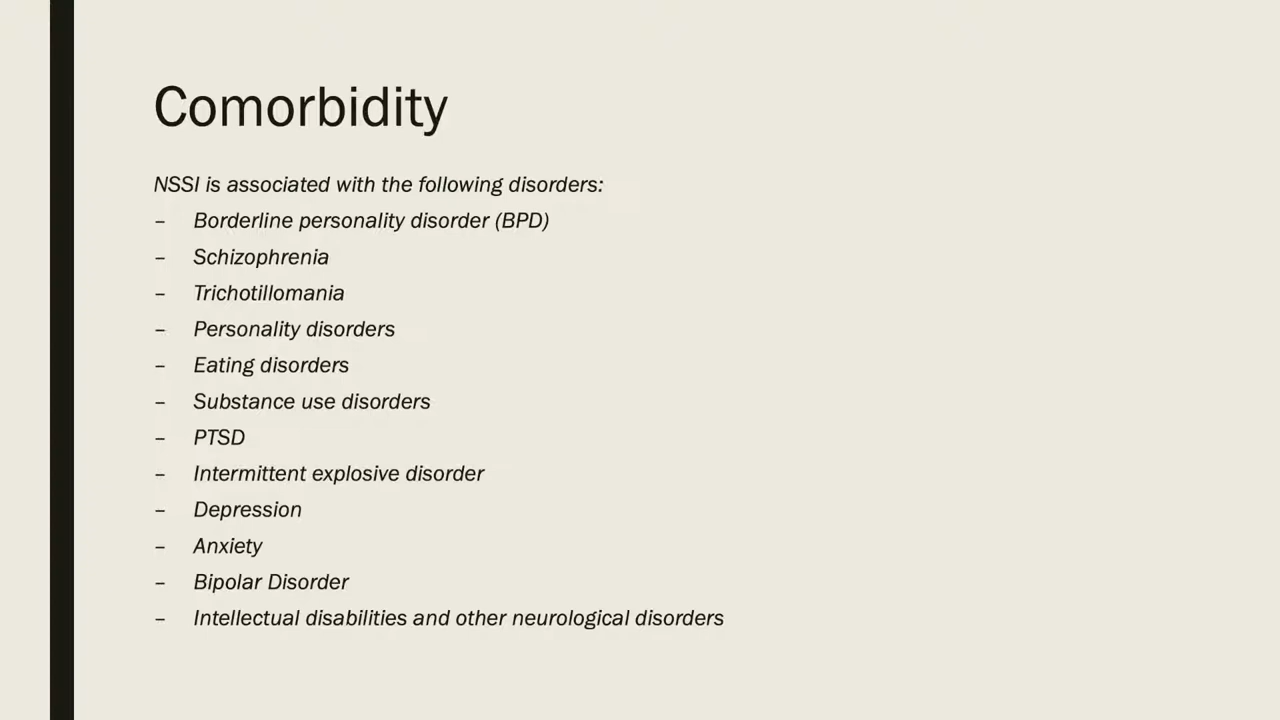 Comorbidity
NSSI is associated with the following disorders:
– Borderline personality disorder (BPD)
– Schizophrenia
– Trichotillomania
– Personality disorders
– Eating disorders
– Substance use disorders
– PTSD
– Intermittent explosive disorder
– Depression
– Anxiety
– Bipolar Disorder
– Intellectual disabilities and other neurological disorders